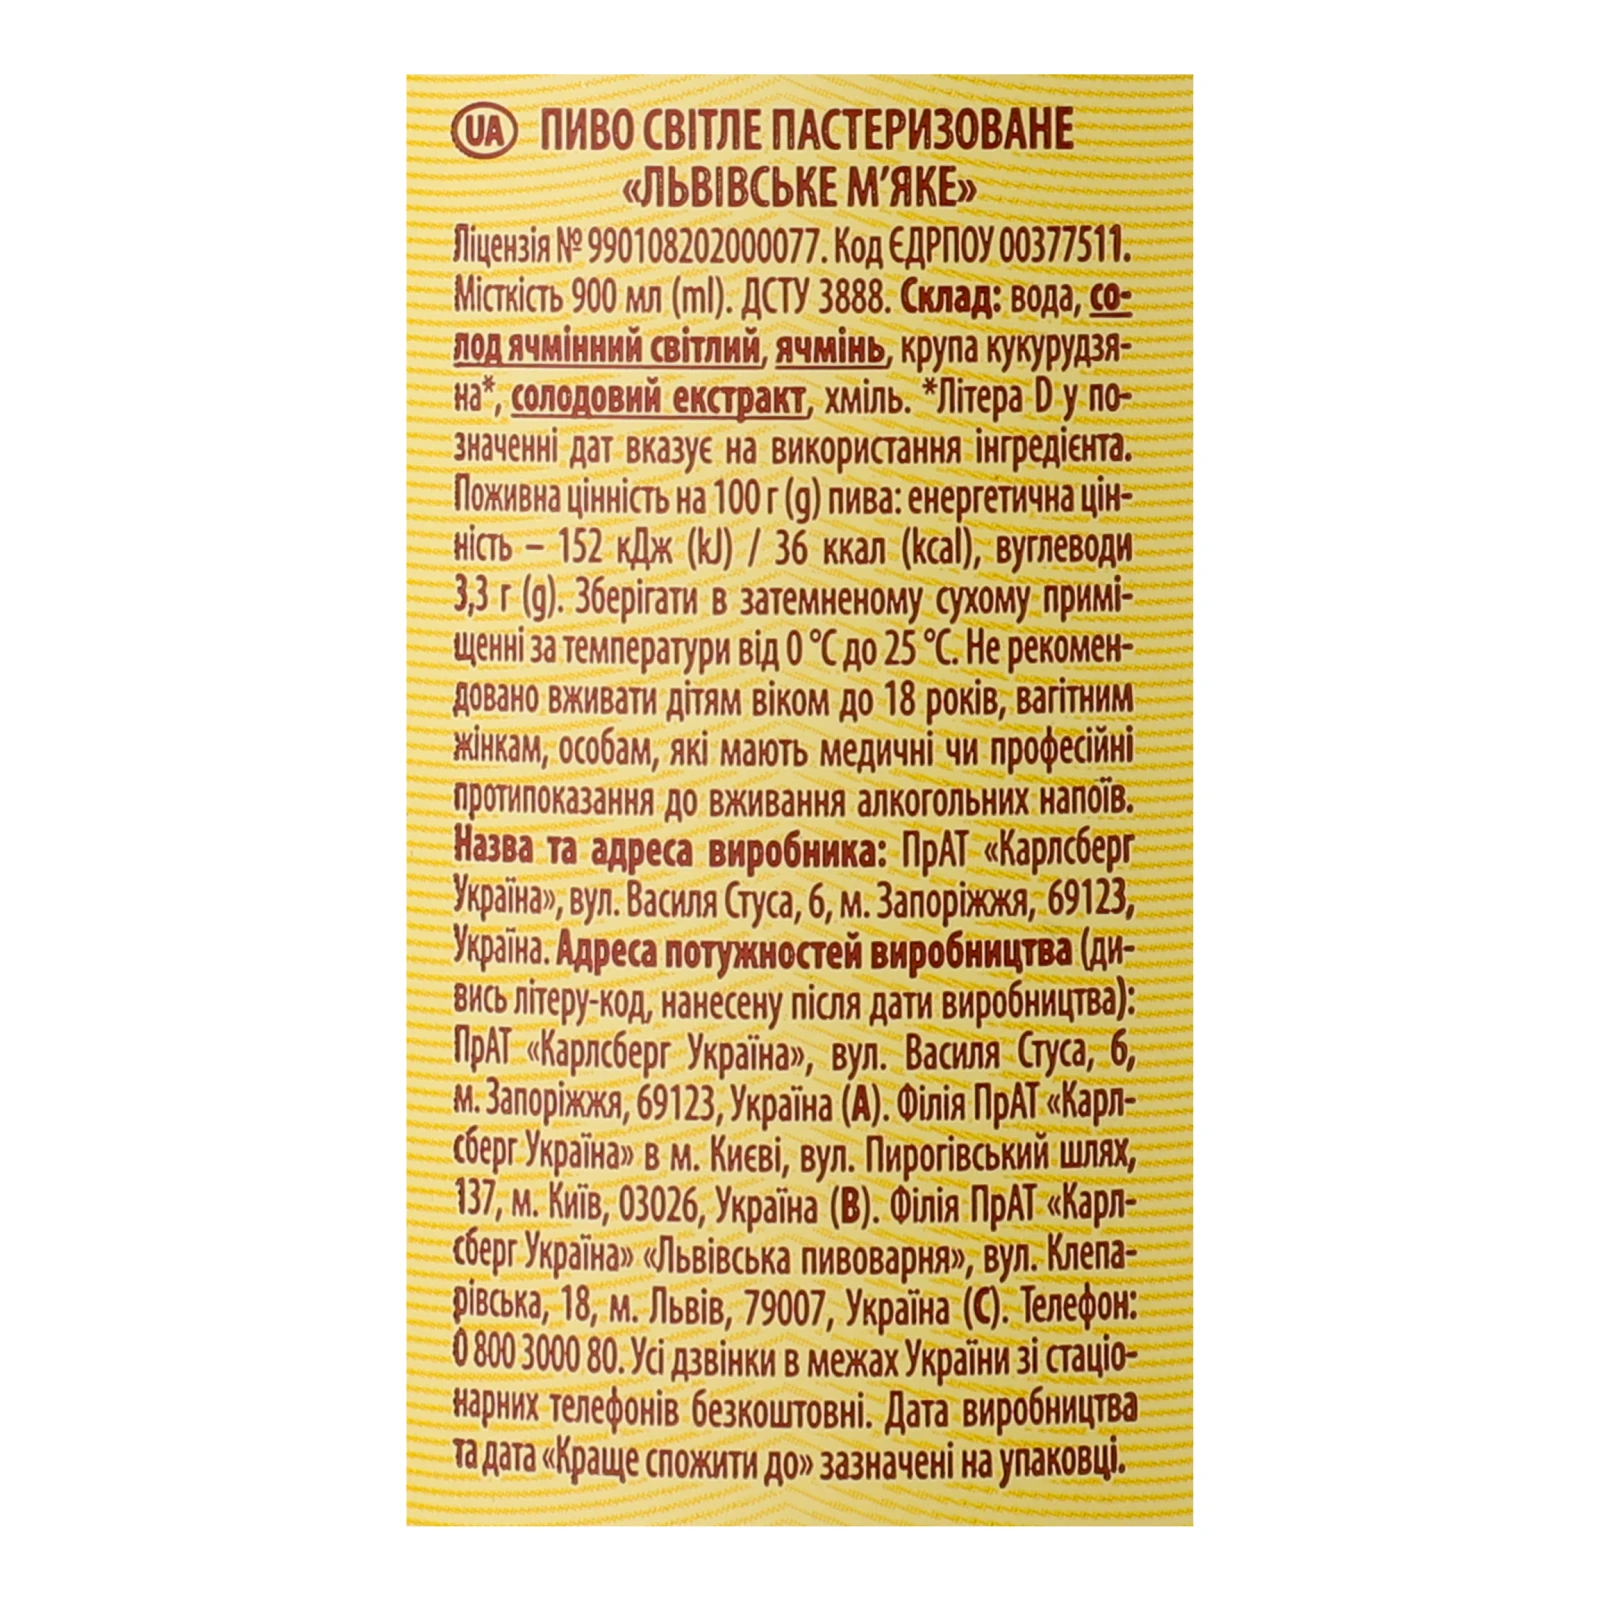 UA ПИВО СВІТЛЕ ПАСТЕРИЗОВАНЕ
«ЛЬВІВСЬКЕ М’ЯКЕ»
Ліцензія № 990108202000077. Код ЄДРПОУ 00377511.
Місткість 900 мл (ml). ДСТУ 3888. Склад: вода, со-
лод ячмінний світлий, ячмінь, крупа кукурудзя-
на*, солодовий екстракт, хміль. *Літера D у по-
значенні дат вказує на використання інгредієнта.
Поживна цінність на 100 г (g) пива: енергетична цін-
ність – 152 кДж (kJ) / 36 ккал (kcal), вуглеводи
3,3 г (g). Зберігати в затемненому сухому примі-
щенні за температури від 0 °С до 25 °С. Не рекомен-
довано вживати дітям віком до 18 років, вагітним
жінкам, особам, які мають медичні чи професійні
протипоказання до вживання алкогольних напоїв.
Назва та адреса виробника: ПрАТ «Карлсберг
Україна», вул. Василя Стуса, 6, м. Запоріжжя, 69123,
Україна. Адреса потужностей виробництва (ди-
вись літеру-код, нанесену після дати виробництва):
ПрАТ «Карлсберг Україна», вул. Василя Стуса, 6,
м. Запоріжжя, 69123, Україна (А). Філія ПрАТ «Карл-
сберг Україна» в м. Києві, вул. Пирогівський шлях,
137, м. Київ, 03026, Україна (В). Філія ПрАТ «Карл-
сберг Україна» «Львівська пивоварня», вул. Клепа-
рівська, 18, м. Львів, 79007, Україна (С). Телефон:
0 800 3000 80. Усі дзвінки в межах України зі стаціо-
нарних телефонів безкоштовні. Дата виробництва
та дата «Краще спожити до» зазначені на упаковці.